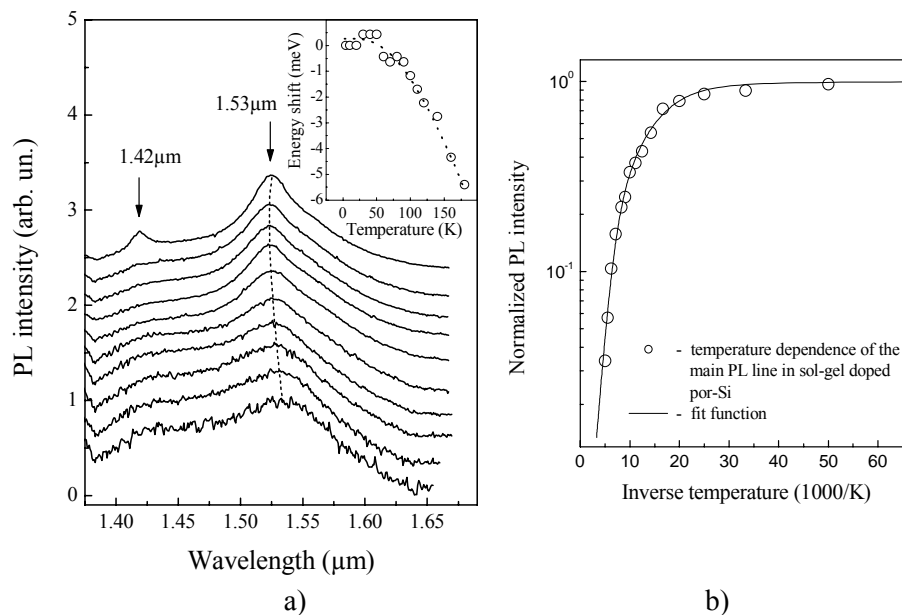 a)
PL intensity (arb. un.)
5
4
3
2
1
0
1.42µm
1.53µm
Energy shift (meV)
0
-1
-2
-3
-4
-5
-6
0
50
100
150
Temperature (K)
1.40
1.45
1.50
1.55
1.60
1.65
Wavelength (µm)
a)
b)
Normalized PL intensity
10⁰
10⁻¹
- temperature dependence of the
main PL line in sol-gel doped
por-Si
- fit function
0
10
20
30
40
50
60
Inverse temperature (1000/K)
b)